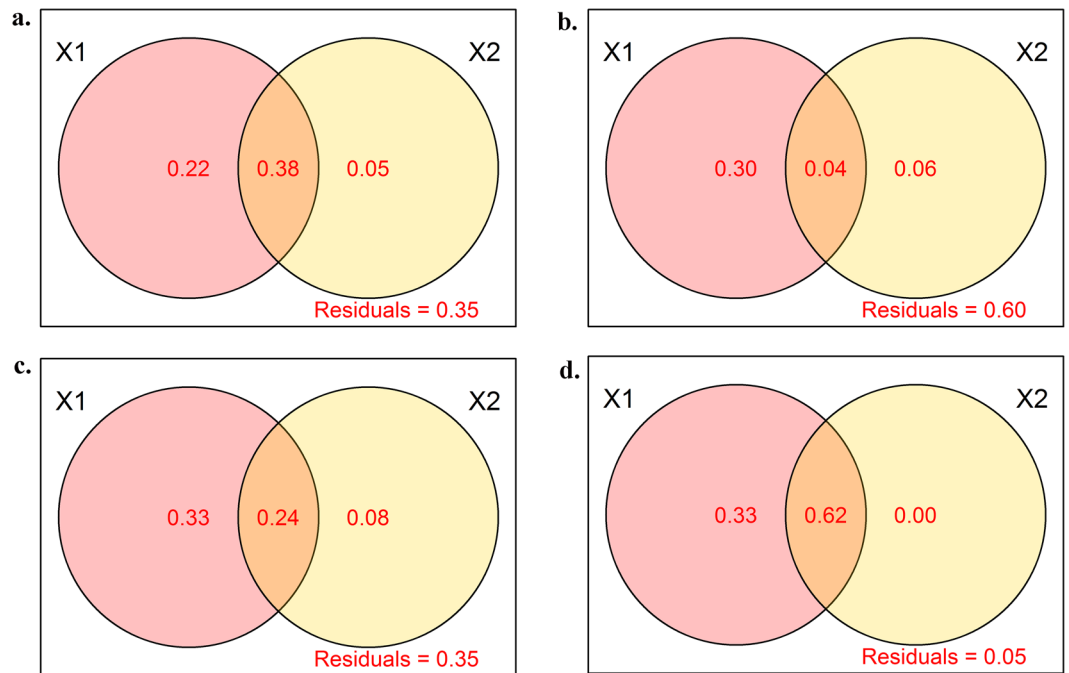 a.
X1 X2
0.22 0.38 0.05
Residuals = 0.35
b.
X1 X2
0.30 0.04 0.06
Residuals = 0.60
c.
X1 X2
0.33 0.24 0.08
Residuals = 0.35
d.
X1 X2
0.33 0.62 0.00
Residuals = 0.05